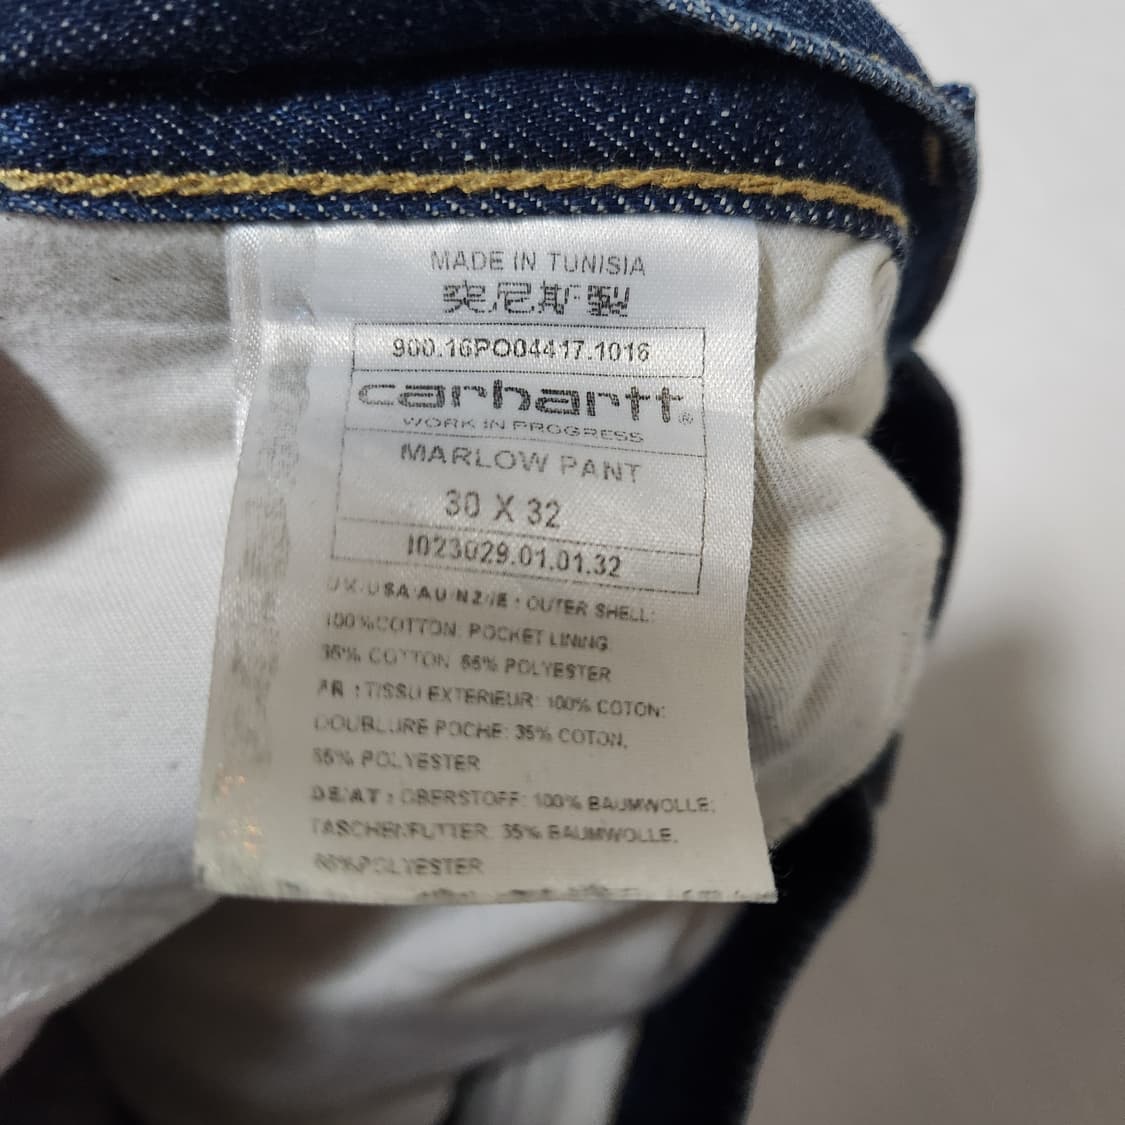 MADE IN TUNISIA
突尼斯製
900.16PO04417.1016
carhartt®
WORK IN PROGRESS
MARLOW PANT
30 X 32
I023029.01.01.32
UK/USA/AU/NZ/IE : OUTER SHELL:
100%COTTON: POCKET LINING
35% COTTON 65% POLYESTER
FR : TISSU EXTERIEUR: 100% COTON:
DOUBLURE POCHE: 35% COTON,
65% POLYESTER
DE/AT : OBERSTOFF: 100% BAUMWOLLE:
TASCHENFUTTER: 35% BAUMWOLLE,
65%POLYESTER